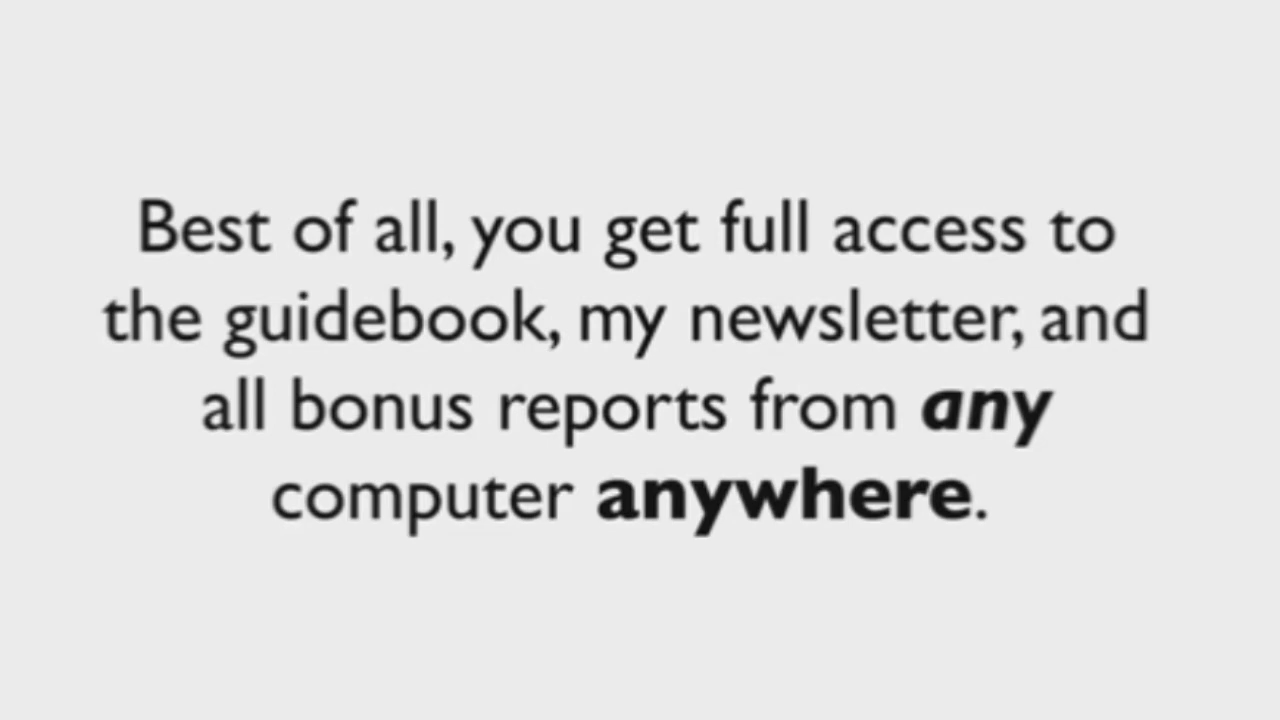 Best of all, you get full access to
the guidebook, my newsletter, and
all bonus reports from any
computer anywhere.